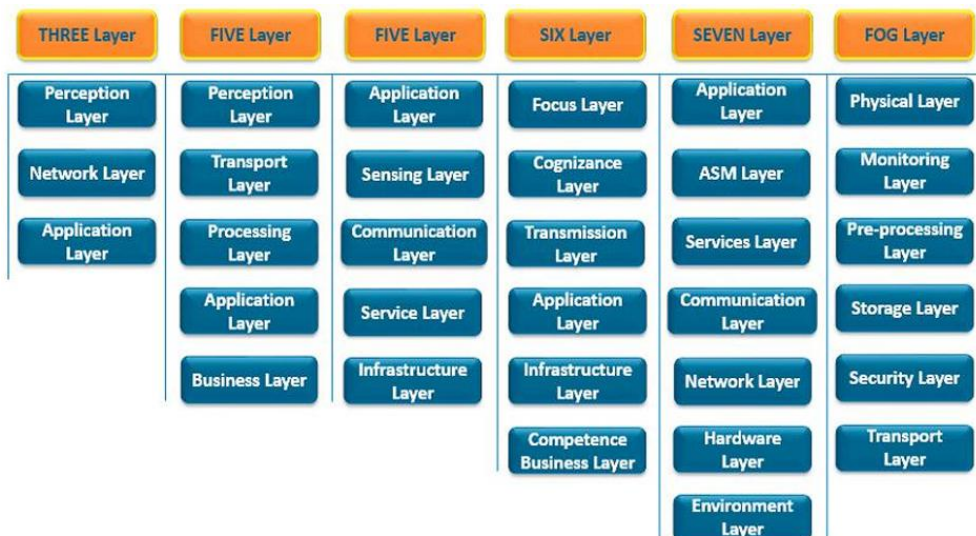 THREE Layer
FIVE Layer
FIVE Layer
SIX Layer
SEVEN Layer
FOG Layer
Perception
Layer
Network Layer
Application
Layer
Perception
Layer
Transport
Layer
Processing
Layer
Application
Layer
Business Layer
Application
Layer
Sensing Layer
Communication
Layer
Service Layer
Infrastructure
Layer
Focus Layer
Cognizance
Layer
Transmission
Layer
Application
Layer
Infrastructure
Layer
Competence
Business Layer
Application
Layer
ASM Layer
Services Layer
Communication
Layer
Network Layer
Hardware
Layer
Environment
Layer
Physical Layer
Monitoring
Layer
Pre-processing
Layer
Storage Layer
Security Layer
Transport
Layer